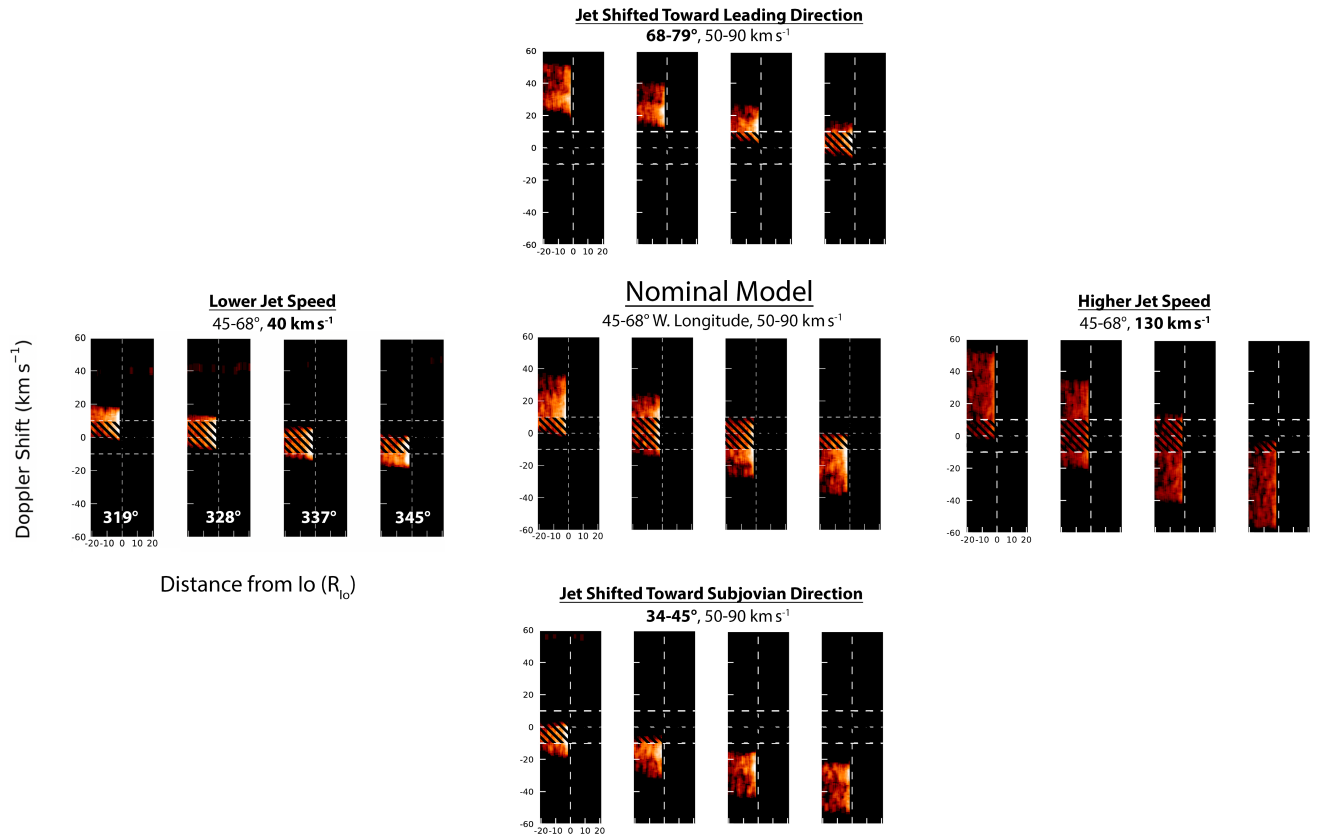 Jet Shifted Toward Leading Direction
68-79°, 50-90 km s⁻¹
60
40
20
0
-20
-40
-60
-20 -10 0 10 20
Lower Jet Speed
45-68°, 40 km s⁻¹
Doppler Shift (km s⁻¹)
60
40
20
0
-20
-40
-60
319°
328°
337°
345°
-20 -10 0 10 20
Distance from Io (R_Io)
Nominal Model
45-68° W. Longitude, 50-90 km s⁻¹
60
40
20
0
-20
-40
-60
-20 -10 0 10 20
Higher Jet Speed
45-68°, 130 km s⁻¹
60
40
20
0
-20
-40
-60
-20 -10 0 10 20
Jet Shifted Toward Subjovian Direction
34-45°, 50-90 km s⁻¹
60
40
20
0
-20
-40
-60
-20 -10 0 10 20